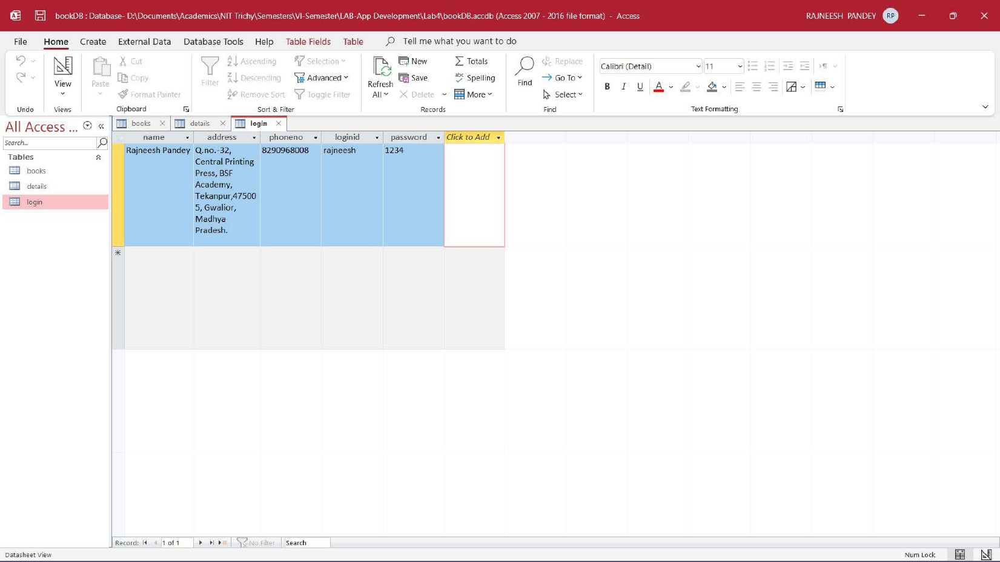 bookDB : Database- D:\Documents\Academics\NIT Trichy\Semesters\VI-Semester\LAB-App Development\Lab4\bookDB.accdb (Access 2007 - 2016 file format) - Access
RAJNEESH PANDEY
RP
File Home Create External Data Database Tools Help Table Fields Table Tell me what you want to do
View
Paste
Cut
Copy
Format Painter
Filter
Ascending
Descending
Remove Sort
Selection
Advanced
Toggle Filter
Refresh
All
New
Save
Delete
Totals
Spelling
More
Find
Replace
Go To
Select
Calibri (Detail)
11
B I U A
Undo Views Clipboard Sort & Filter Records Find Text Formatting
All Access ...
Search...
Tables
books
details
login
books details login
name address phoneno loginid password Click to Add
Rajneesh Pandey
Q.no.-32,
Central Printing
Press, BSF
Academy,
Tekanpur,47500
5, Gwalior,
Madhya
Pradesh.
8290968008
rajneesh
1234
Record: 1 of 1 No Filter Search
Datasheet View
Num Lock